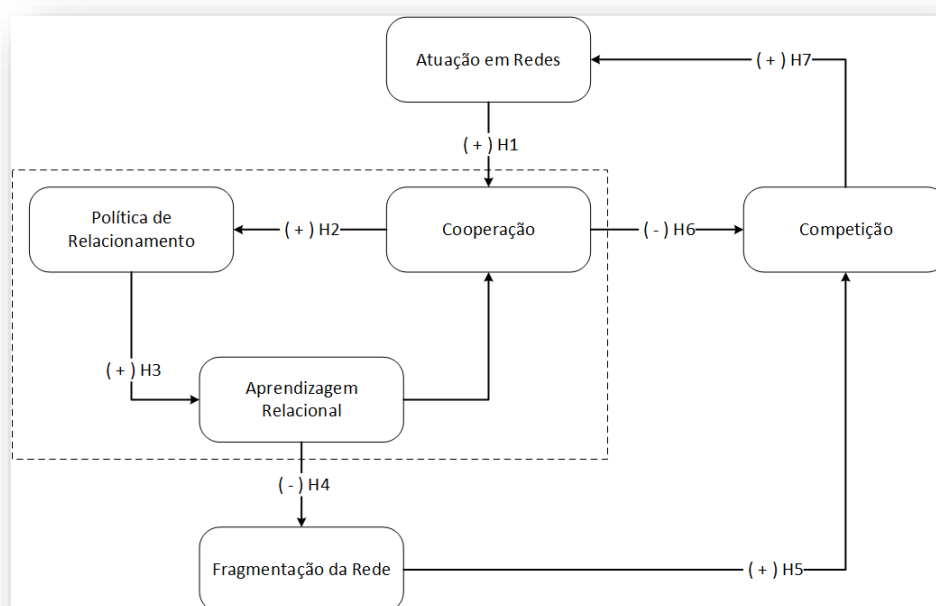 Atuação em Redes
( + ) H7
( + ) H1
Política de
Relacionamento
( + ) H2
Cooperação
( - ) H6
Competição
( + ) H3
Aprendizagem
Relacional
( - ) H4
Fragmentação da Rede
( + ) H5